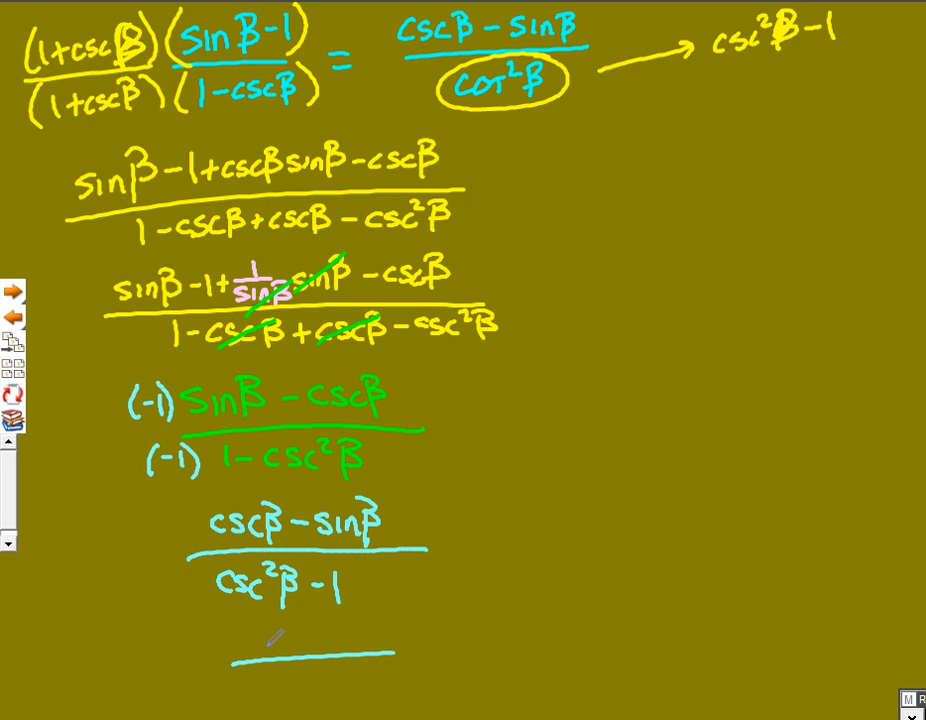 (1+cscβ)/(1+cscβ) (sinβ-1)/(1-cscβ) = (cscβ - sinβ)/(cot²β) → csc²β-1
sinβ-1+cscβsinβ-cscβ
1-cscβ+cscβ-csc²β
sinβ-1+ 1/sinβ sinβ -cscβ
1-cscβ+cscβ-csc²β
(-1) sinβ - cscβ
(-1) 1-csc²β
cscβ-sinβ
csc²β-1
M R